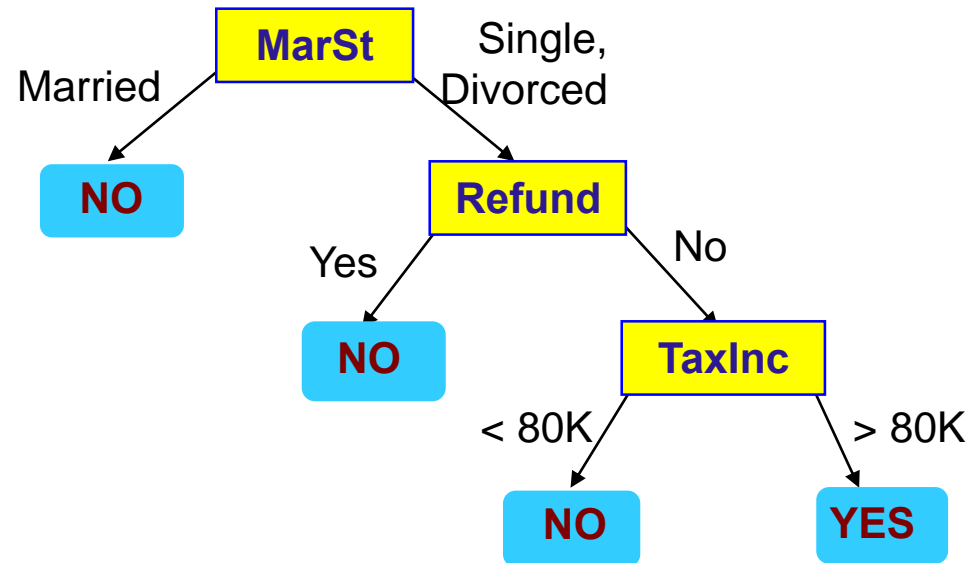 MarSt
Single,
Divorced
Married
NO
Refund
Yes
No
NO
TaxInc
< 80K
> 80K
NO
YES